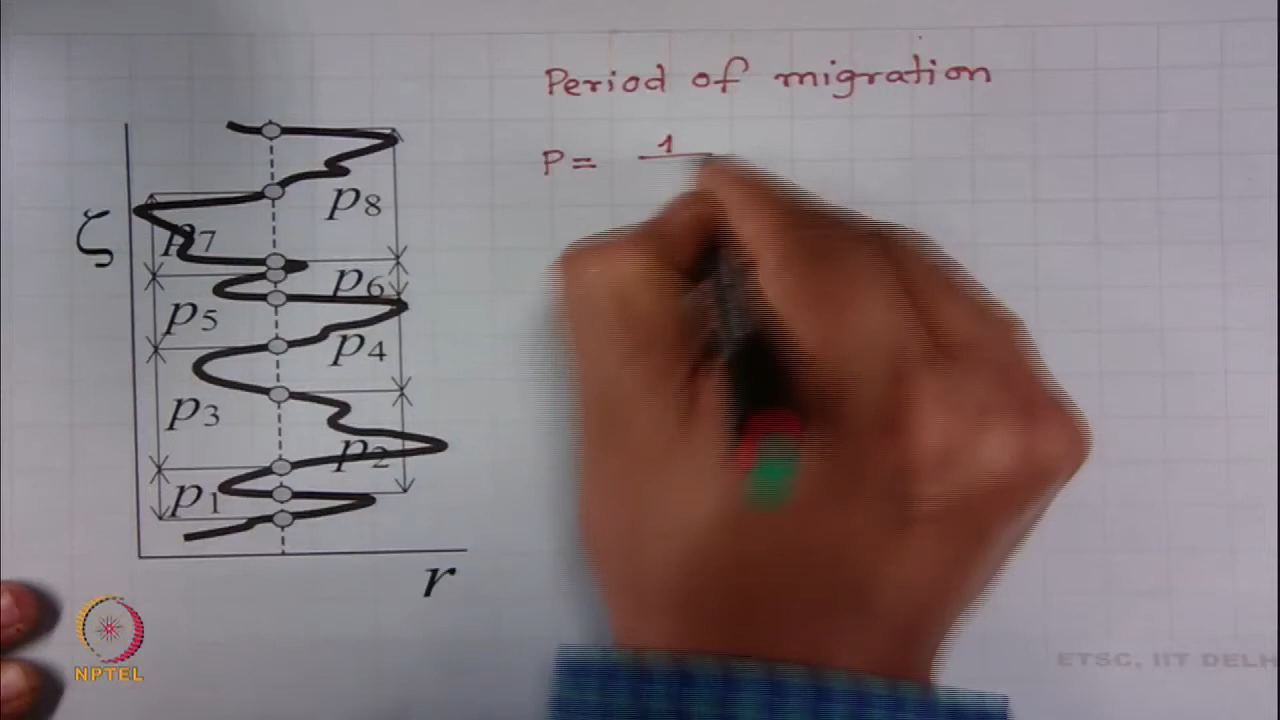 Period of migration
P = 1
ζ
p8
p7
p6
p5
p4
p3
p2
p1
r
NPTEL
ETSC, IIT DELH